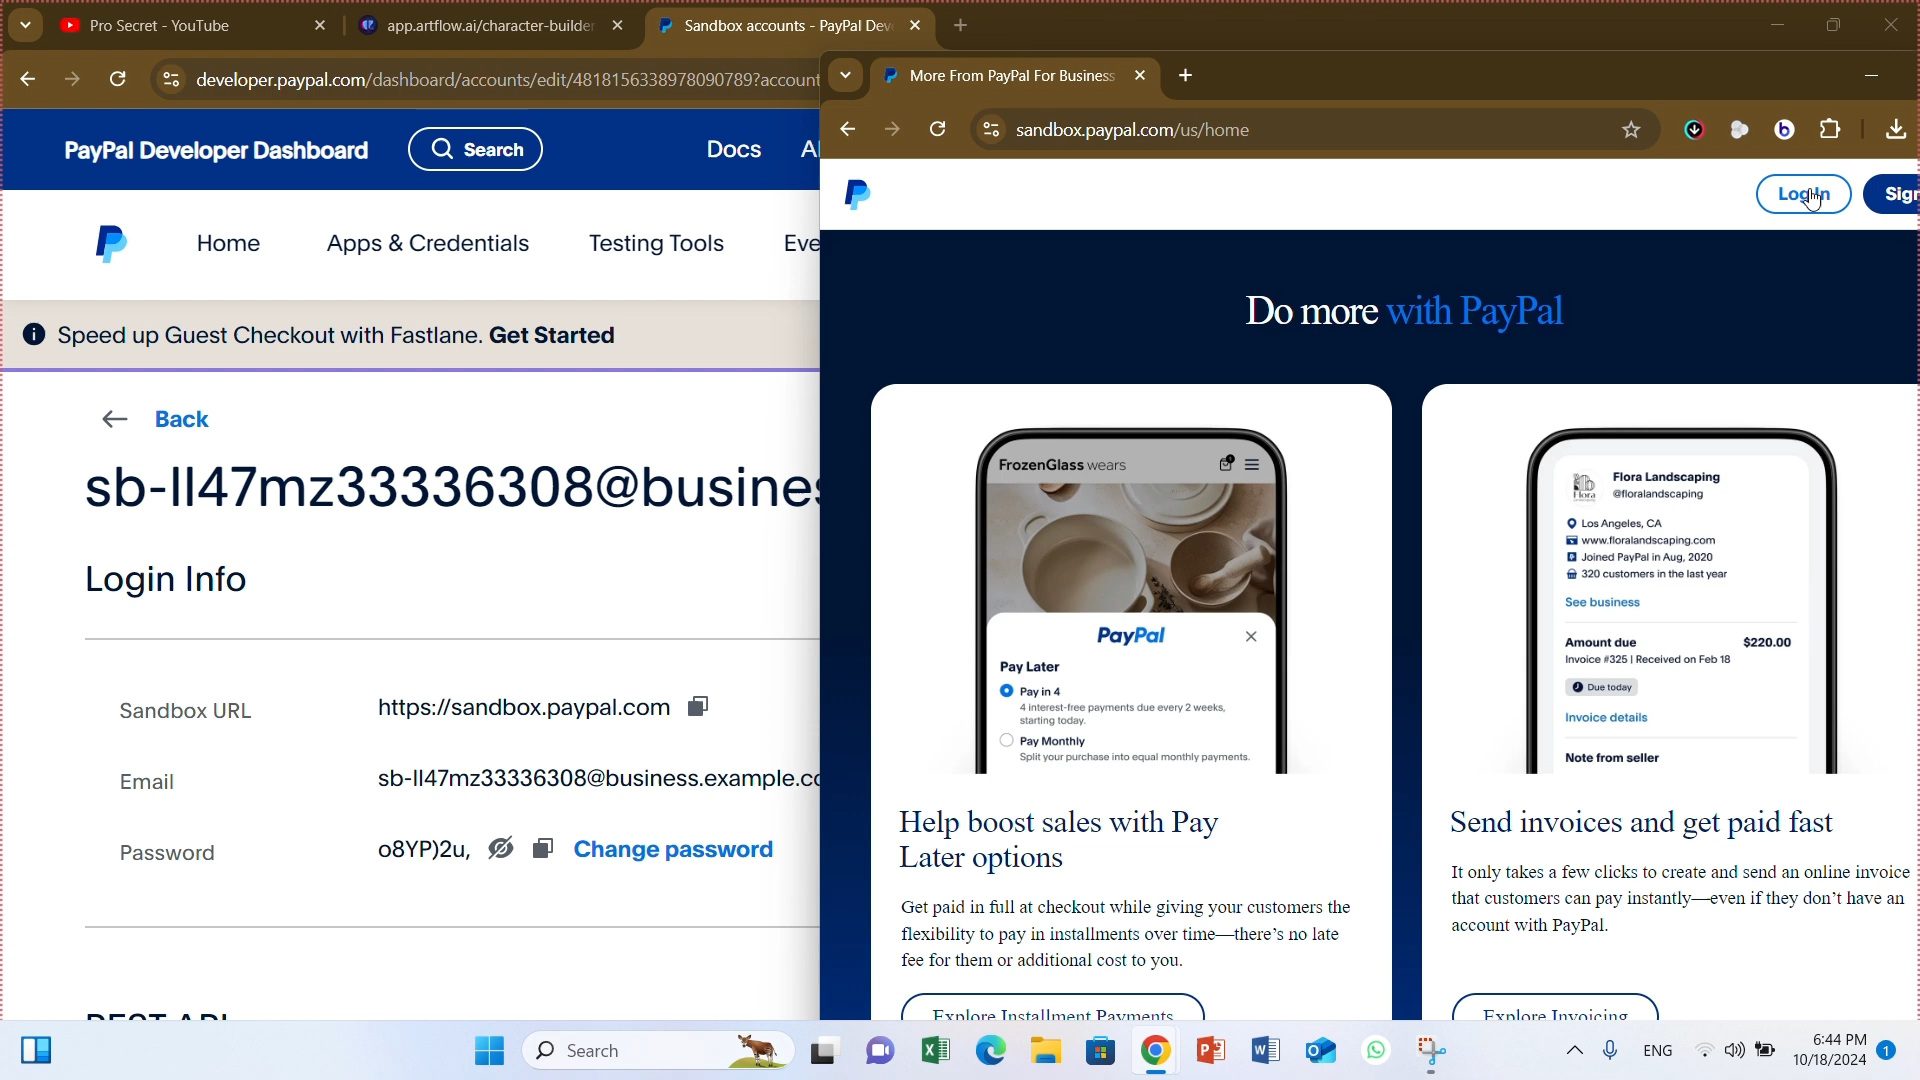 Pro Secret - YouTube
app.artflow.ai/character-builder
Sandbox accounts - PayPal Dev
developer.paypal.com/dashboard/accounts/edit/4818156338978090789?account
PayPal Developer Dashboard
Search
Docs
Home
Apps & Credentials
Testing Tools
Speed up Guest Checkout with Fastlane. Get Started
Back
sb-ll47mz33336308@busines
Login Info
Sandbox URL
https://sandbox.paypal.com
Email
sb-ll47mz33336308@business.example.co
Password
o8YP)2u,
Change password
REST API
More From PayPal For Business
sandbox.paypal.com/us/home
Log In
Sign
Do more with PayPal
FrozenGlass wears
PayPal
Pay Later
Pay in 4
4 interest-free payments due every 2 weeks,
starting today.
Pay Monthly
Split your purchase into equal monthly payments.
Help boost sales with Pay
Later options
Get paid in full at checkout while giving your customers the
flexibility to pay in installments over time—there's no late
fee for them or additional cost to you.
Explore Installment Payments
Flora
Flora Landscaping
@floralandscaping
Los Angeles, CA
www.floralandscaping.com
Joined PayPal in Aug, 2020
320 customers in the last year
See business
Amount due
$220.00
Invoice #325 | Received on Feb 18
Due today
Invoice details
Note from seller
Send invoices and get paid fast
It only takes a few clicks to create and send an online invoice
that customers can pay instantly—even if they don't have an
account with PayPal.
Explore Invoicing
Search
ENG
6:44 PM
10/18/2024
1